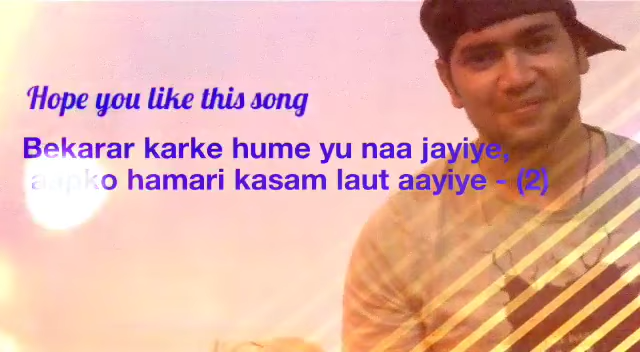 Hope you like this song
Bekarar karke hume yu naa jayiye,
aapko hamari kasam laut aayiye - (2)